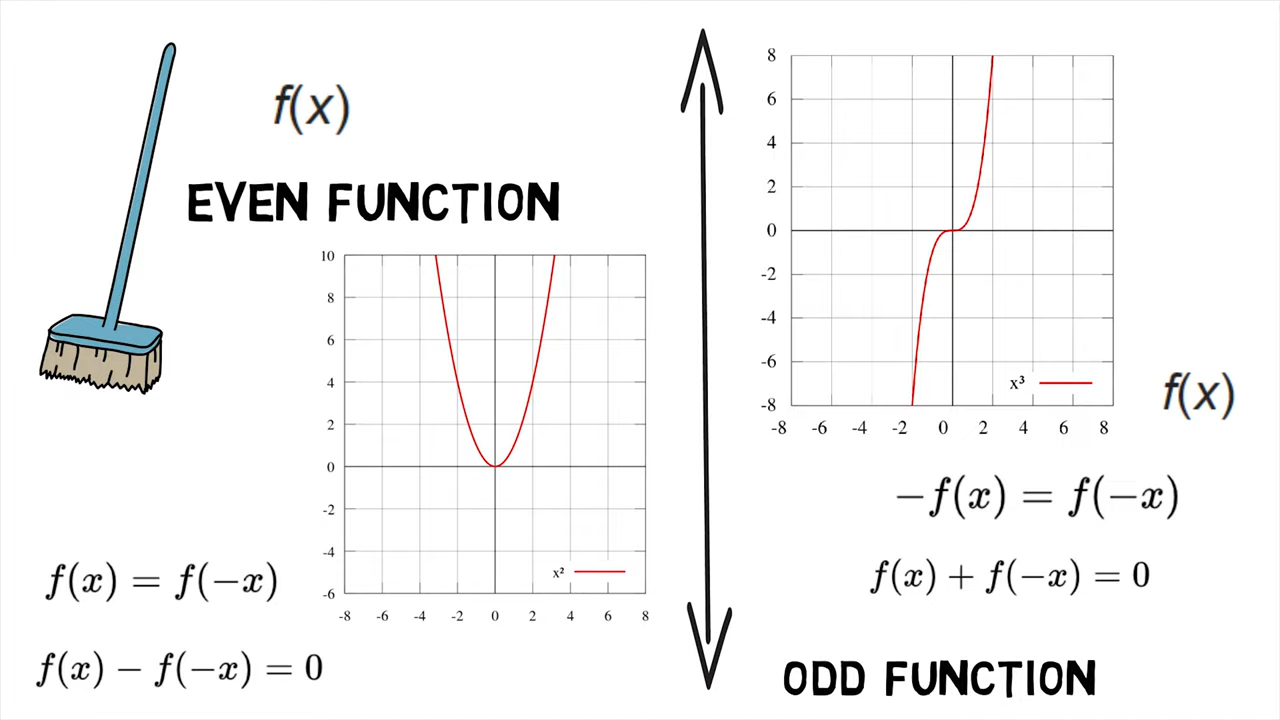 f(x)
EVEN FUNCTION
10
8
6
4
2
0
-2
-4
-6
x²
-8 -6 -4 -2 0 2 4 6 8
f(x) = f(−x)
f(x) − f(−x) = 0
8
6
4
2
0
-2
-4
-6
-8
x³
-8 -6 -4 -2 0 2 4 6 8
f(x)
−f(x) = f(−x)
f(x) + f(−x) = 0
ODD FUNCTION